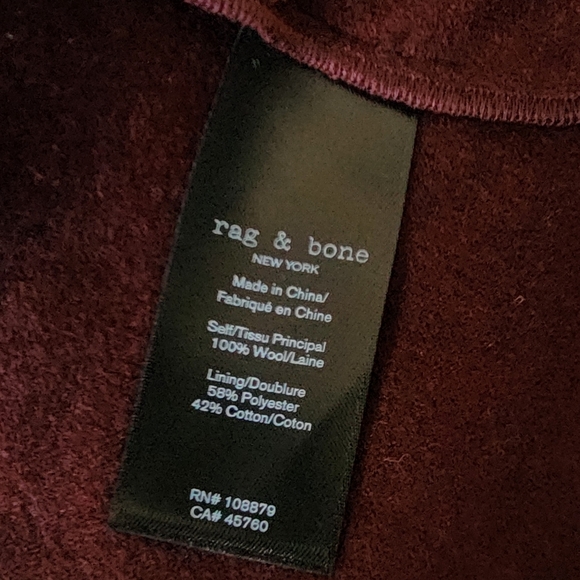 rag & bone
NEW YORK
Made in China/
Fabriqué en Chine
Self/Tissu Principal
100% Wool/Laine
Lining/Doublure
58% Polyester
42% Cotton/Coton
RN# 108879
CA# 45760